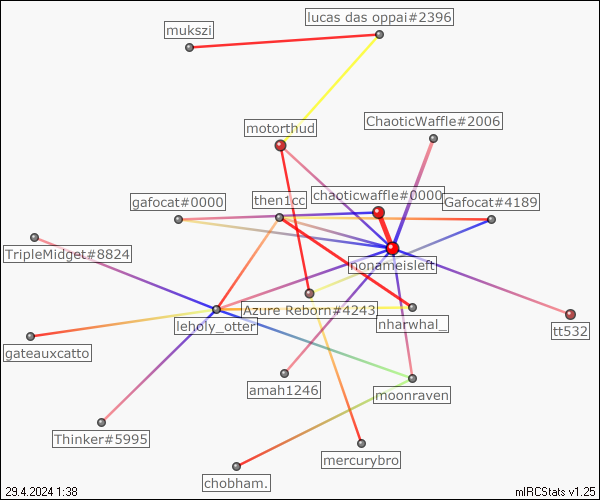 lucas das oppai#2396
mukszi
ChaoticWaffle#2006
motorthud
chaoticwaffle#0000
gafocat#0000
then1cc
Gafocat#4189
TripleMidget#8824
nonameisleft
Azure Reborn#4243
leholy_otter
nharwhal_
tt532
gateauxcatto
amah1246
moonraven
Thinker#5995
mercurybro
chobham.
29.4.2024 1:38
mIRCStats v1.25